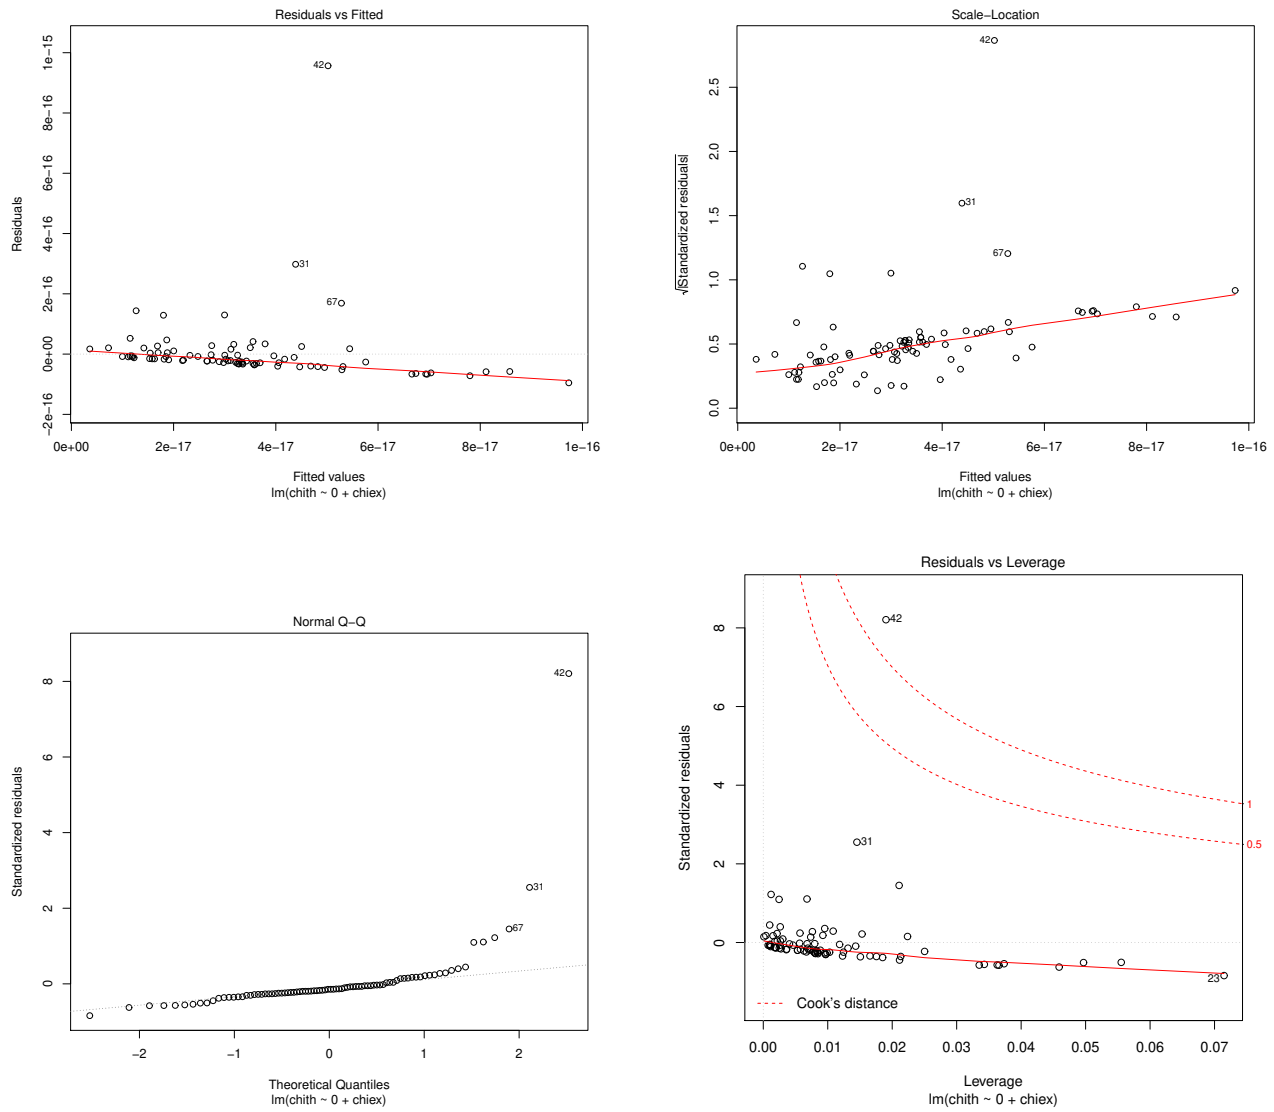 Residuals vs Fitted
Residuals
−2e−16
0e+00
2e−16
4e−16
6e−16
8e−16
1e−15
42
31
67
0e+00
2e−17
4e−17
6e−17
8e−17
1e−16
Fitted values
lm(chith ~ 0 + chiex)
Scale−Location
√|Standardized residuals|
0.0
0.5
1.0
1.5
2.0
2.5
42
31
67
0e+00
2e−17
4e−17
6e−17
8e−17
1e−16
Fitted values
lm(chith ~ 0 + chiex)
Normal Q−Q
Standardized residuals
0
2
4
6
8
42
31
67
−2
−1
0
1
2
Theoretical Quantiles
lm(chith ~ 0 + chiex)
Residuals vs Leverage
Standardized residuals
0
2
4
6
8
42
31
23
1
0.5
Cook's distance
0.00
0.01
0.02
0.03
0.04
0.05
0.06
0.07
Leverage
lm(chith ~ 0 + chiex)